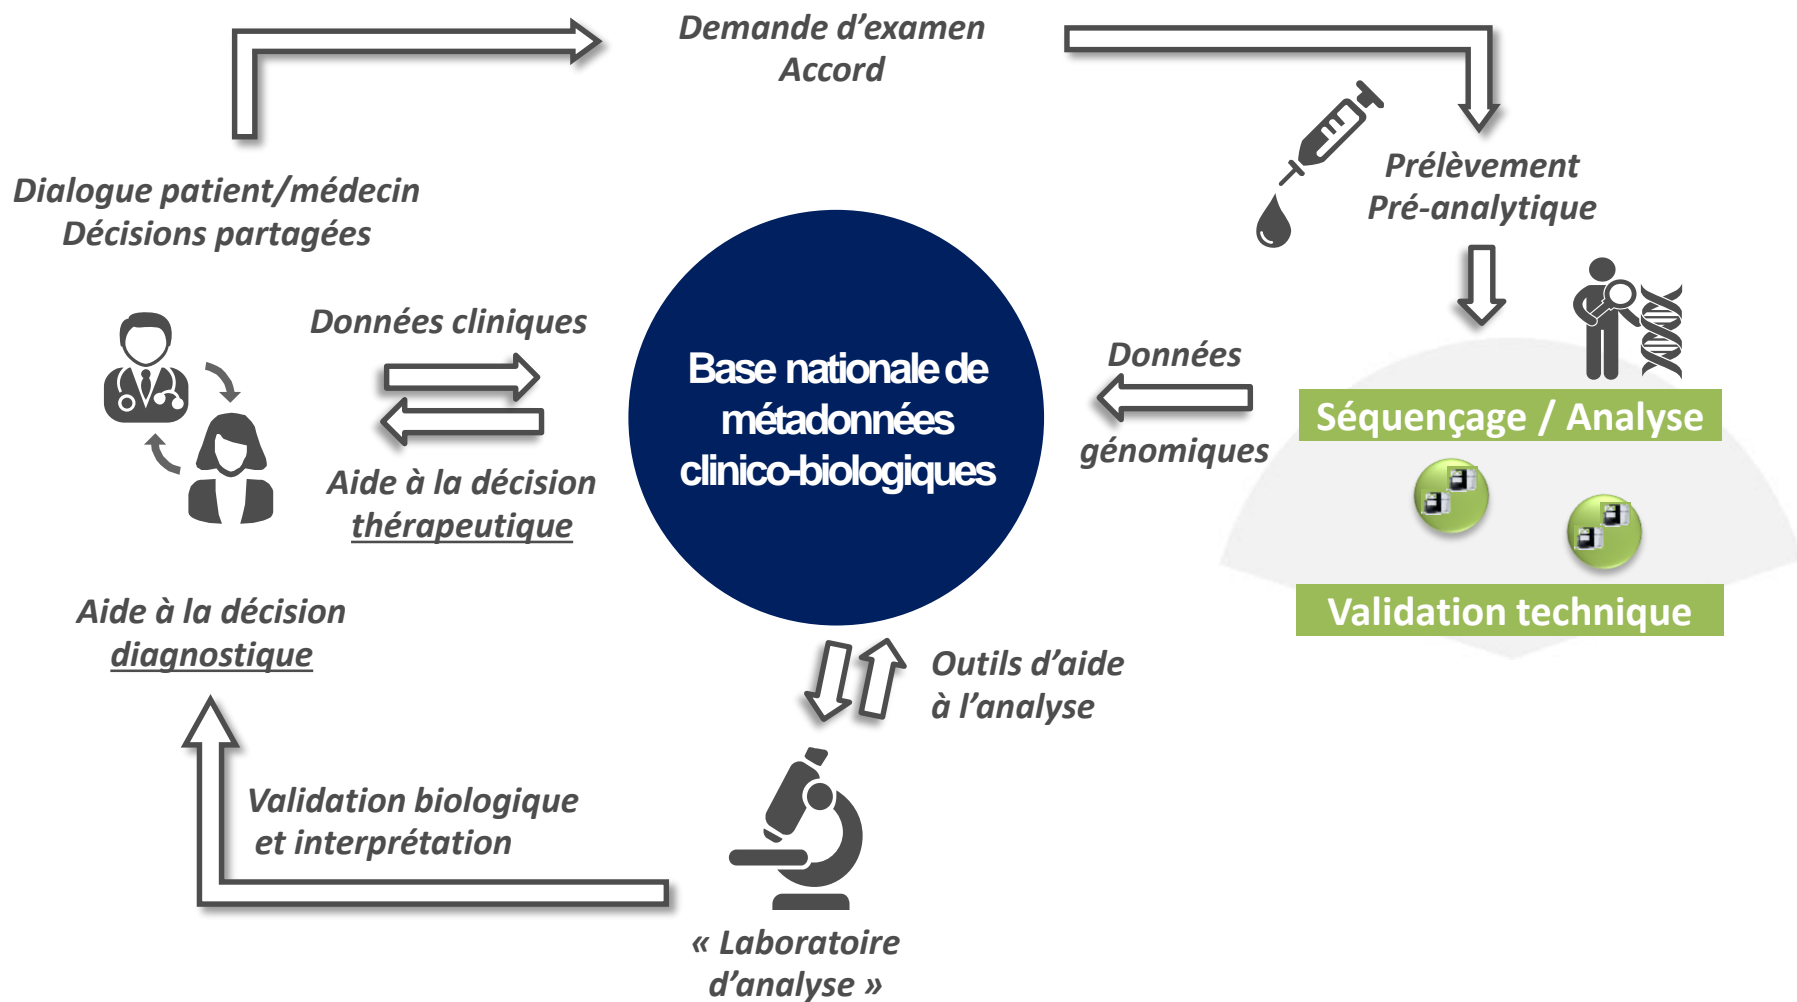 Demande d’examen
Accord
Prélèvement
Pré-analytique
Dialogue patient/médecin
Décisions partagées
Données cliniques
Aide à la décision
thérapeutique
Base nationale de
métadonnées
clinico-biologiques
Données
génomiques
Séquençage / Analyse
Validation technique
Aide à la décision
diagnostique
Outils d’aide
à l’analyse
Validation biologique
et interprétation
« Laboratoire
d’analyse »